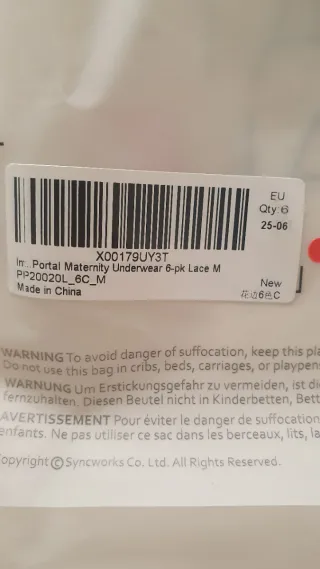 EU
Qty: 6
25-06
X00179UY3T
Portal Maternity Underwear 6-pk Lace M
PP20020L_6C_M
Made in China
New
花边6色C
WARNING To avoid danger of suffocation, keep this pla
Do not use this bag in cribs, beds, carriages, or playpens
WARNUNG Um Erstickungsgefahr zu vermeiden, ist di
fernzuhalten. Diesen Beutel nicht in Kinderbetten, Bett
AVERTISSEMENT Pour éviter le danger de suffocation
enfants. Ne pas utiliser ce sac dans les berceaux, lits, la
opyright © Syncworks Co. Ltd. All Rights Reserved.